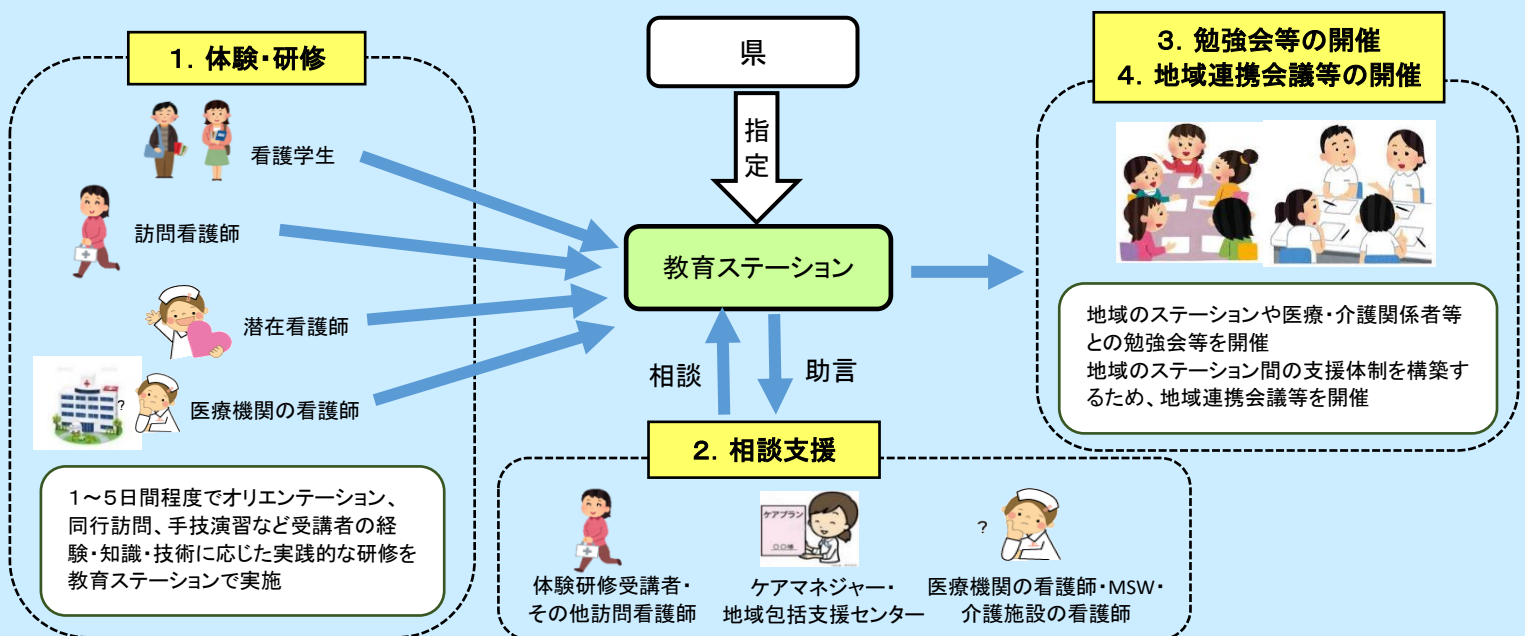 1．体験・研修
看護学生
訪問看護師
潜在看護師
?
医療機関の看護師
1～5日間程度でオリエンテーション、
同行訪問、手技演習など受講者の経
験・知識・技術に応じた実践的な研修を
教育ステーションで実施
県
指定
教育ステーション
相談
助言
2．相談支援
ケアプラン
〇〇様
?
体験研修受講者・
その他訪問看護師
ケアマネジャー・
地域包括支援センター
医療機関の看護師・MSW・
介護施設の看護師
3．勉強会等の開催
4．地域連携会議等の開催
地域のステーションや医療・介護関係者等
との勉強会等を開催
地域のステーション間の支援体制を構築す
るため、地域連携会議等を開催